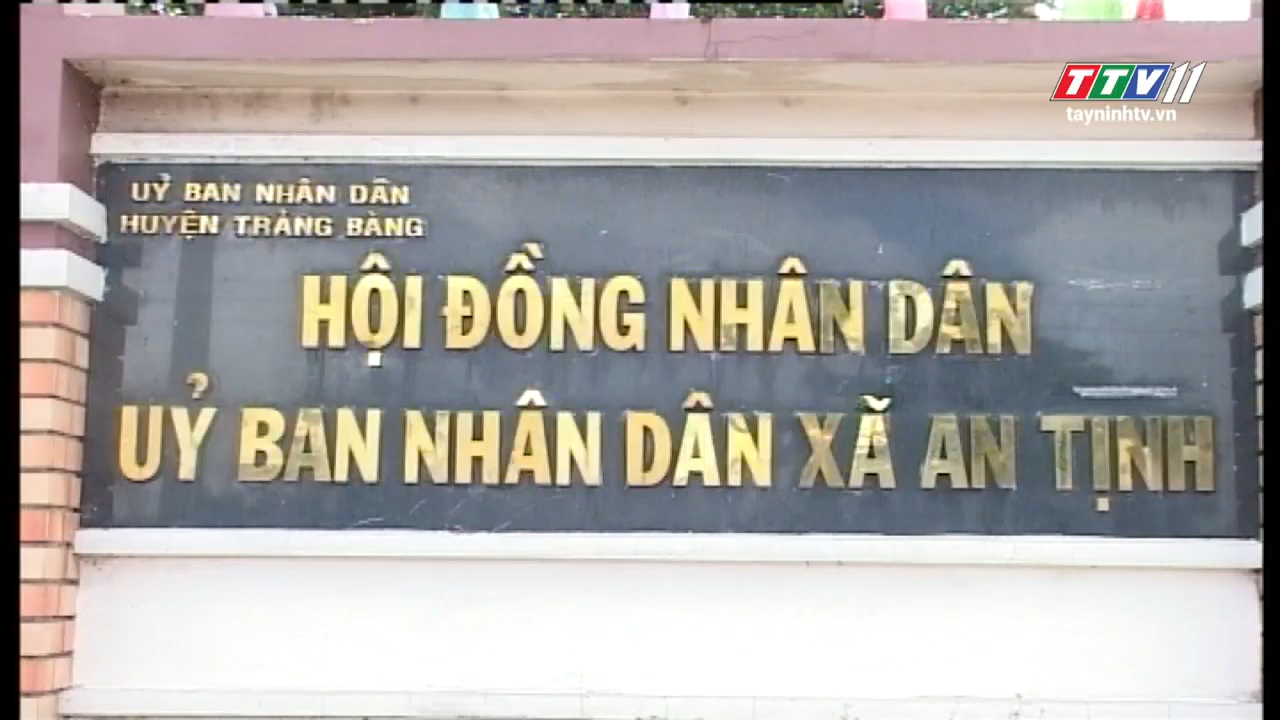 TTV11
tayninhtv.vn
UỶ BAN NHÂN DÂN
HUYỆN TRẢNG BÀNG
HỘI ĐỒNG NHÂN DÂN
UỶ BAN NHÂN DÂN XÃ AN TỊNH